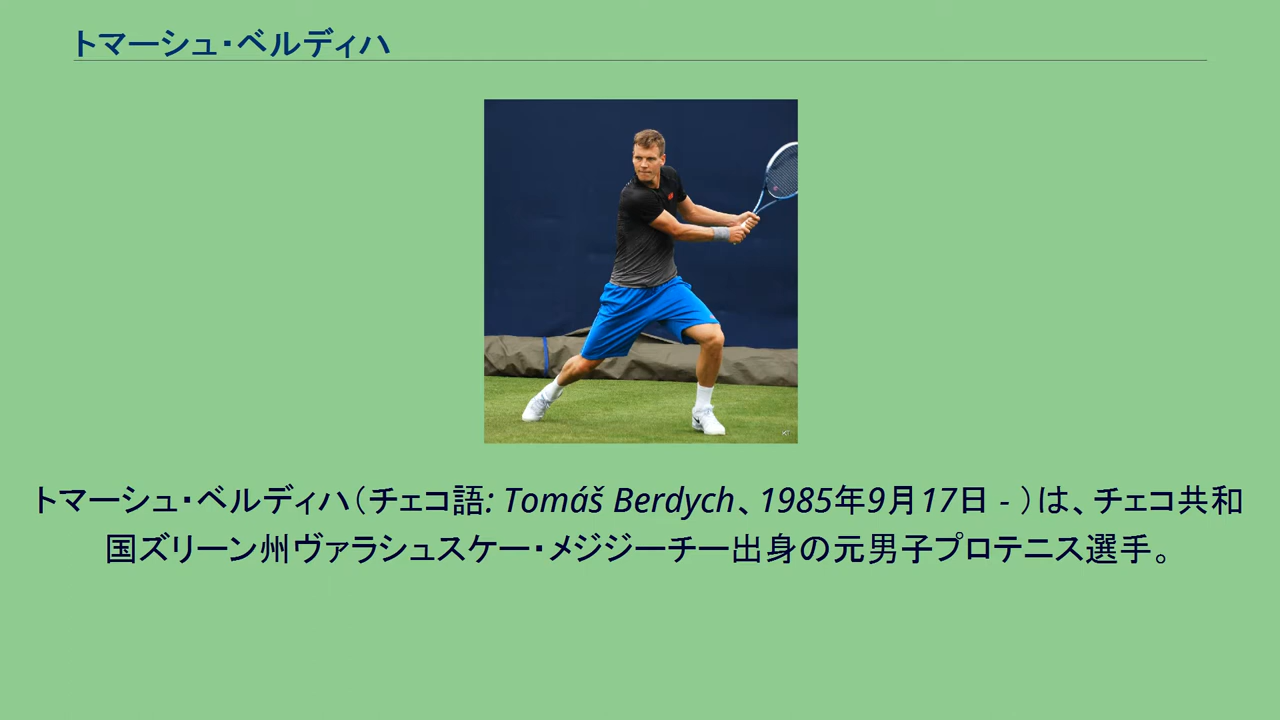 トマーシュ・ベルディハ
トマーシュ・ベルディハ（チェコ語: Tomáš Berdych、1985年9月17日 - ）は、チェコ共和
国ズリーン州ヴァラシュスケー・メジジーチー出身の元男子プロテニス選手。